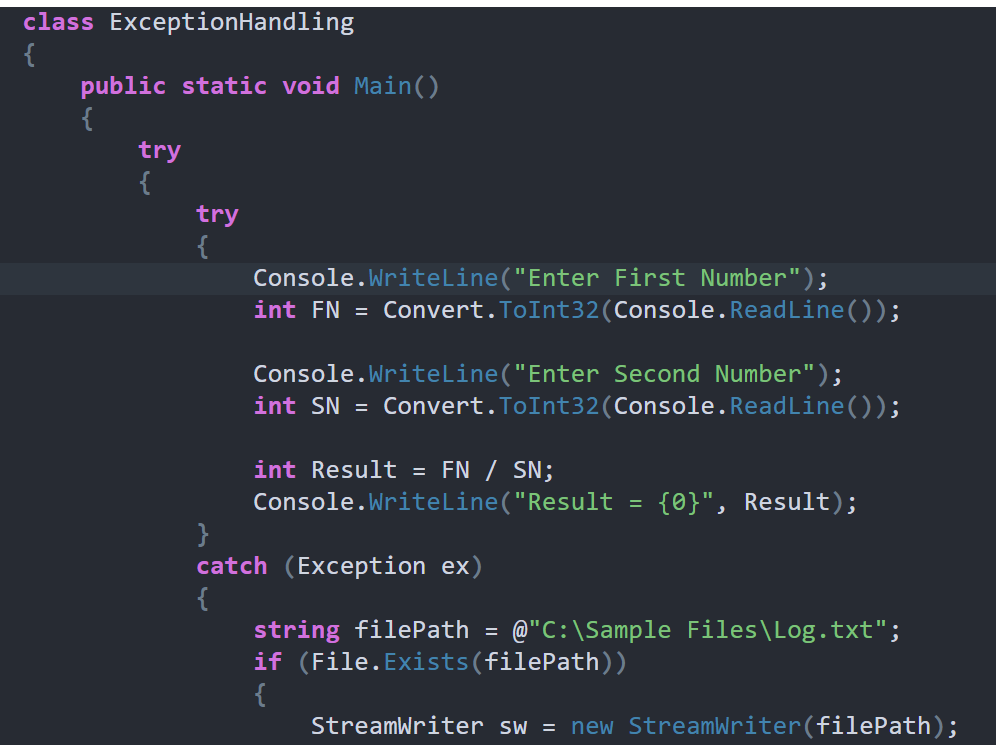 class ExceptionHandling
{
    public static void Main()
    {
        try
        {
            try
            {
                Console.WriteLine("Enter First Number");
                int FN = Convert.ToInt32(Console.ReadLine());

                Console.WriteLine("Enter Second Number");
                int SN = Convert.ToInt32(Console.ReadLine());

                int Result = FN / SN;
                Console.WriteLine("Result = {0}", Result);
            }
            catch (Exception ex)
            {
                string filePath = @"C:\Sample Files\Log.txt";
                if (File.Exists(filePath))
                {
                    StreamWriter sw = new StreamWriter(filePath);